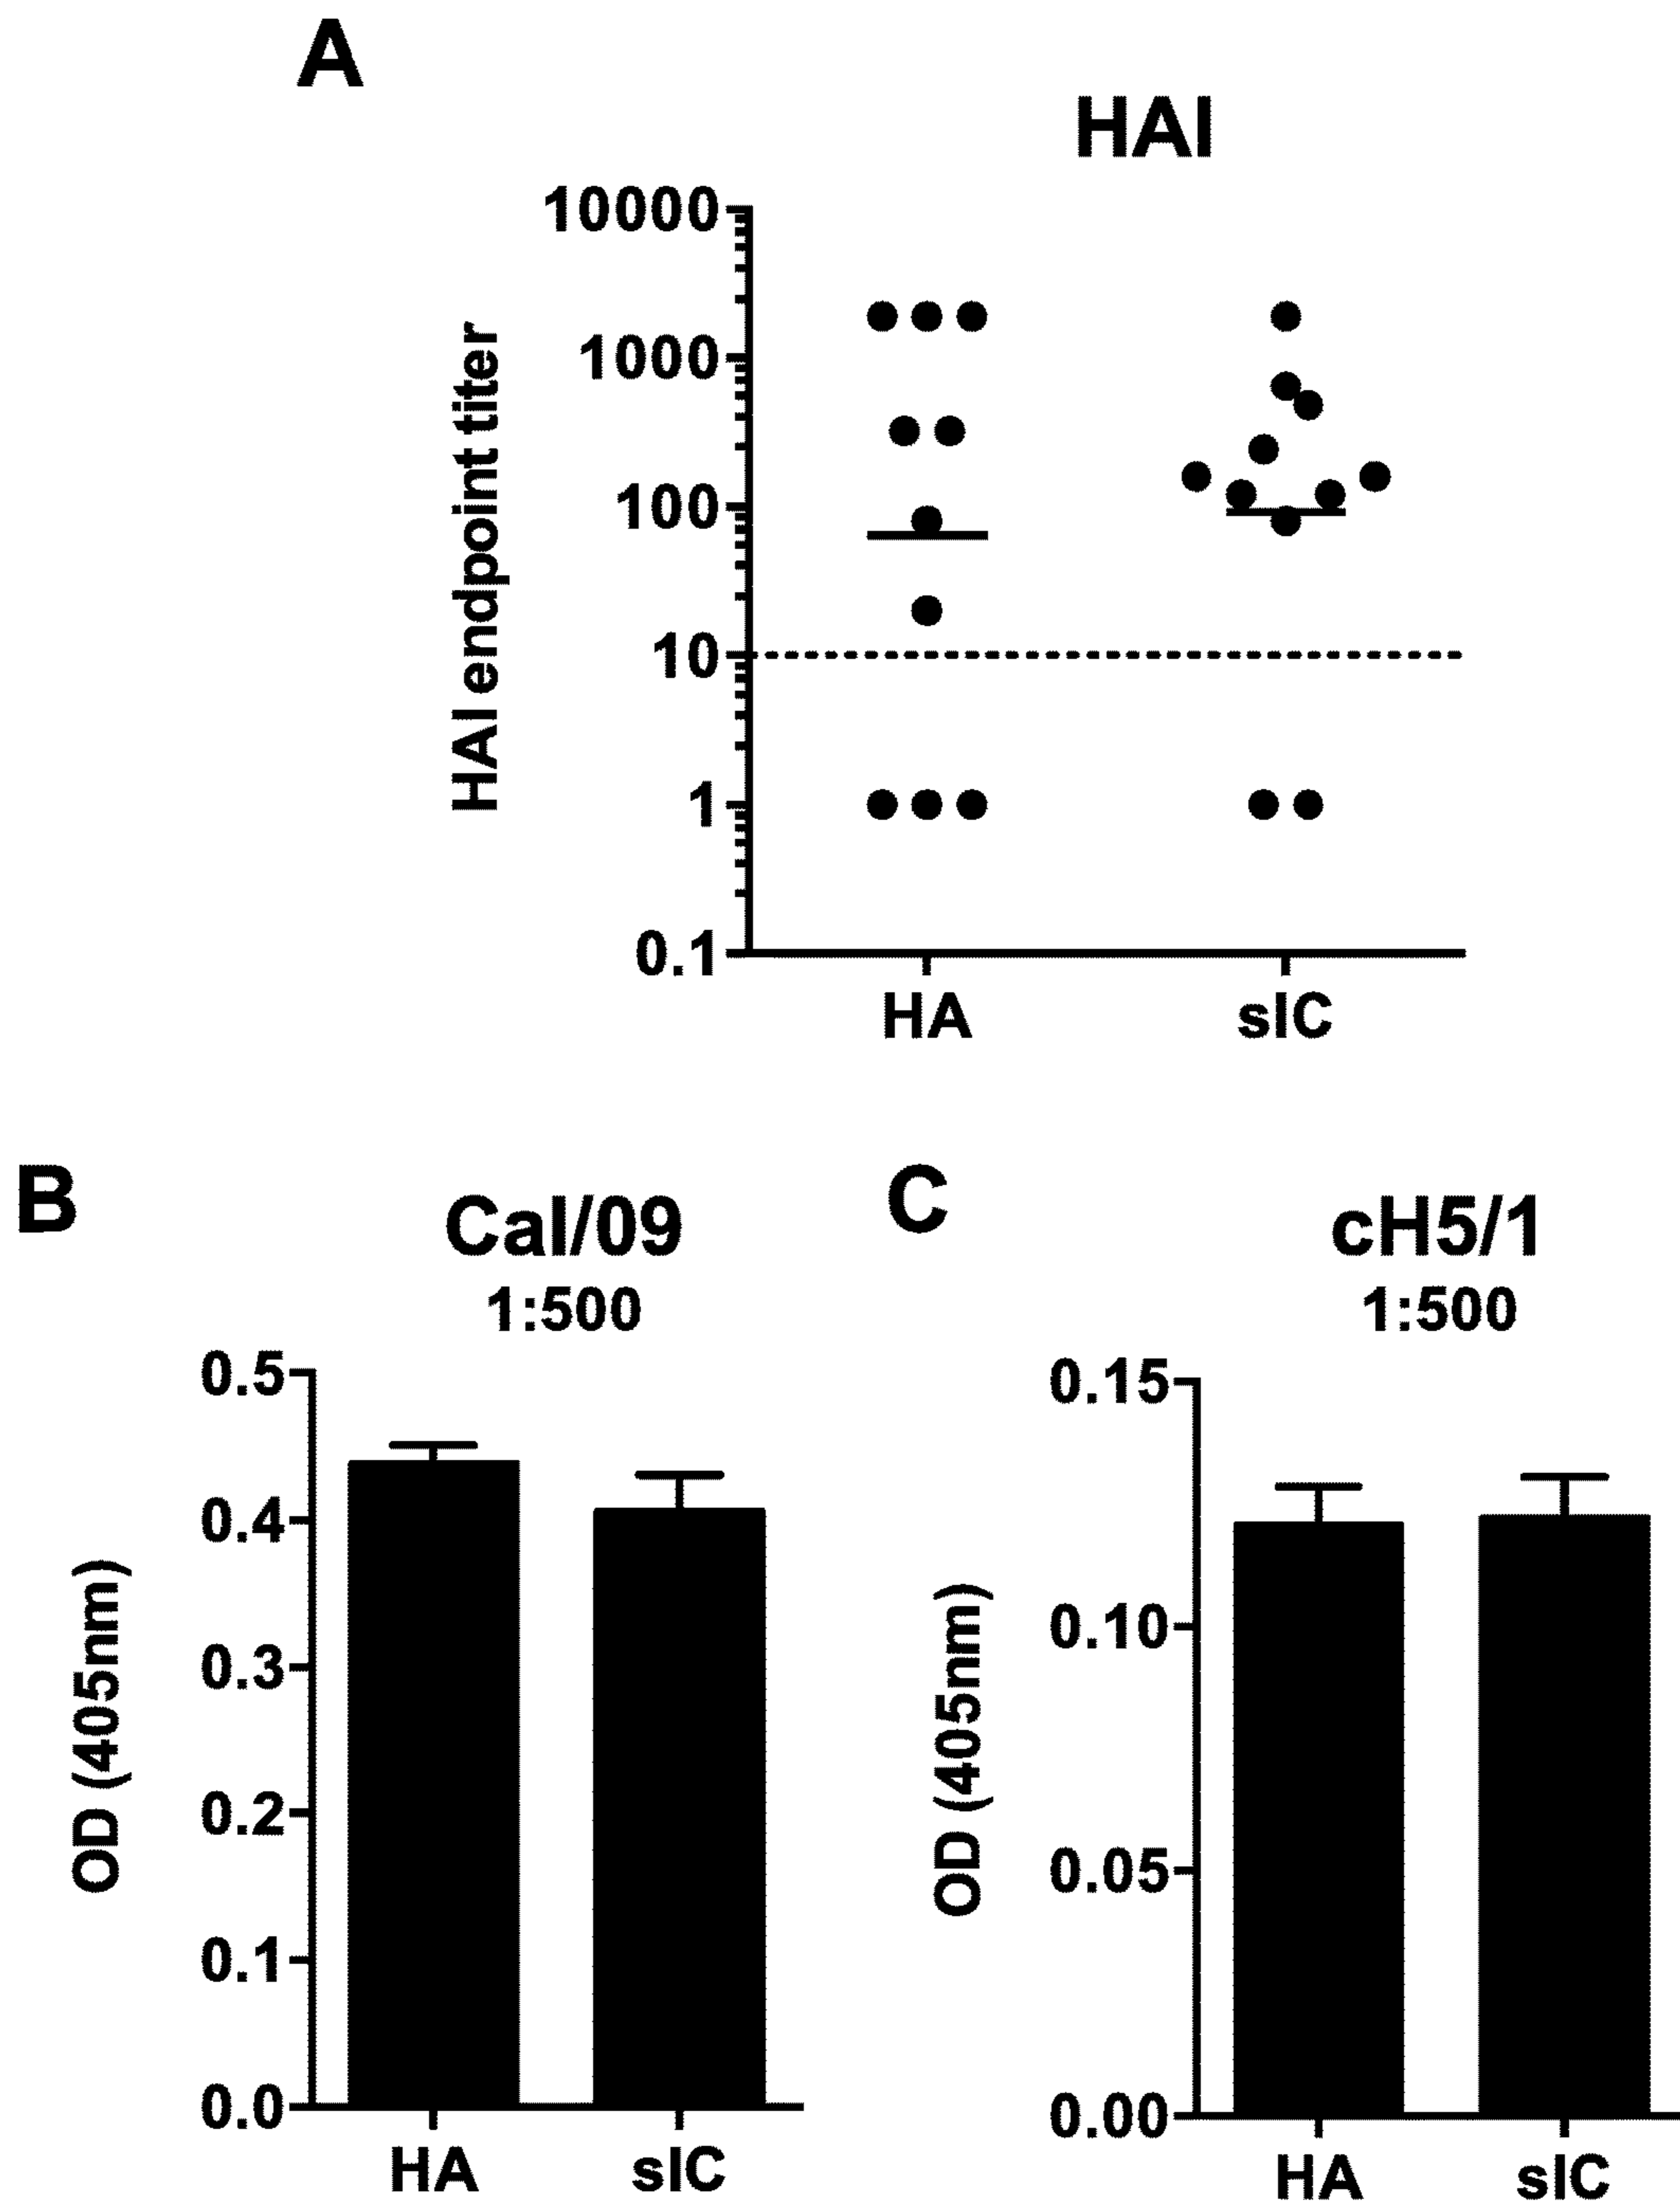 A
HAI
HAI endpoint titer
10000
1000
100
10
1
0.1
HA sIC
B
Cal/09
1:500
OD (405nm)
0.5
0.4
0.3
0.2
0.1
0.0
HA sIC
C
cH5/1
1:500
OD (405nm)
0.15
0.10
0.05
0.00
HA sIC